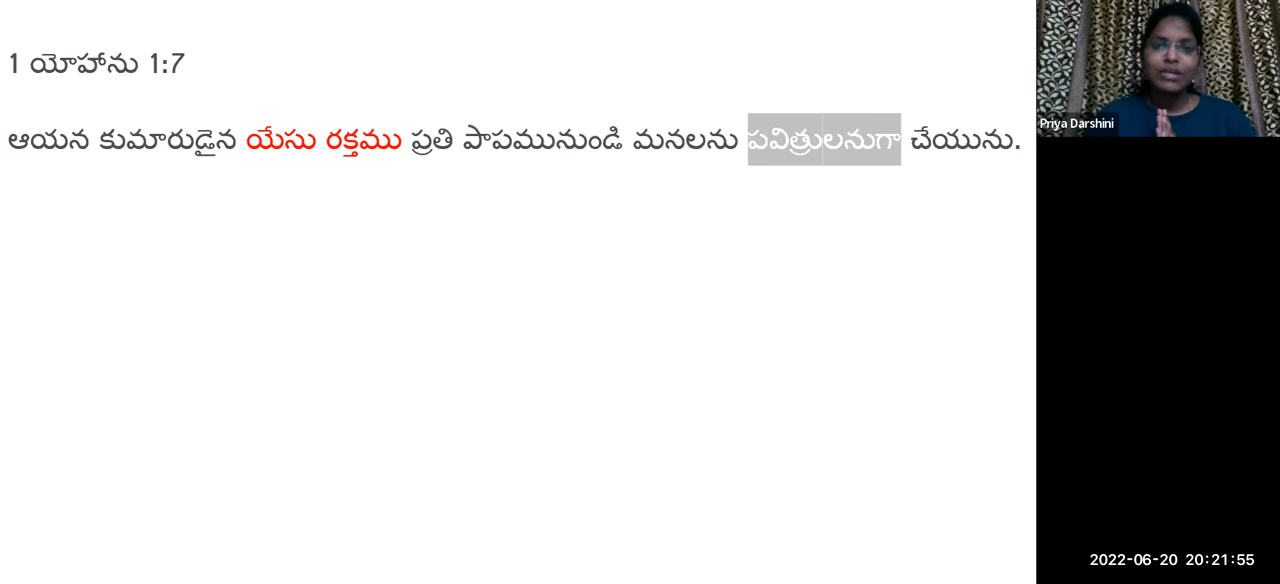 1 యోహాను 1:7
ఆయన కుమారుడైన యేసు రక్తము ప్రతి పాపమునుండి మనలను పవిత్రులనుగా చేయును.
Priya Darshini
2022-06-20 20:21:55